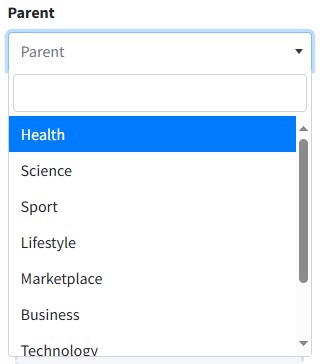 Parent
Parent
Health
Science
Sport
Lifestyle
Marketplace
Business
Technology